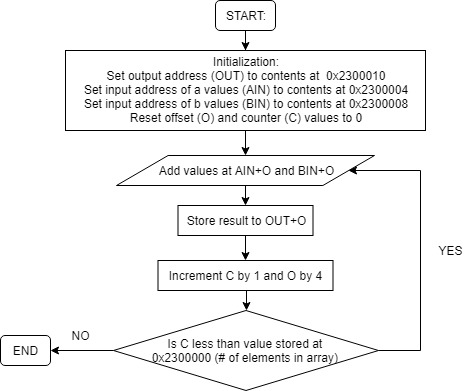 START:
Initialization:
Set output address (OUT) to contents at 0x2300010
Set input address of a values (AIN) to contents at 0x2300004
Set input address of b values (BIN) to contents at 0x2300008
Reset offset (O) and counter (C) values to 0
Add values at AIN+O and BIN+O
Store result to OUT+O
YES
Increment C by 1 and O by 4
NO
Is C less than value stored at
0x2300000 (# of elements in array)
END